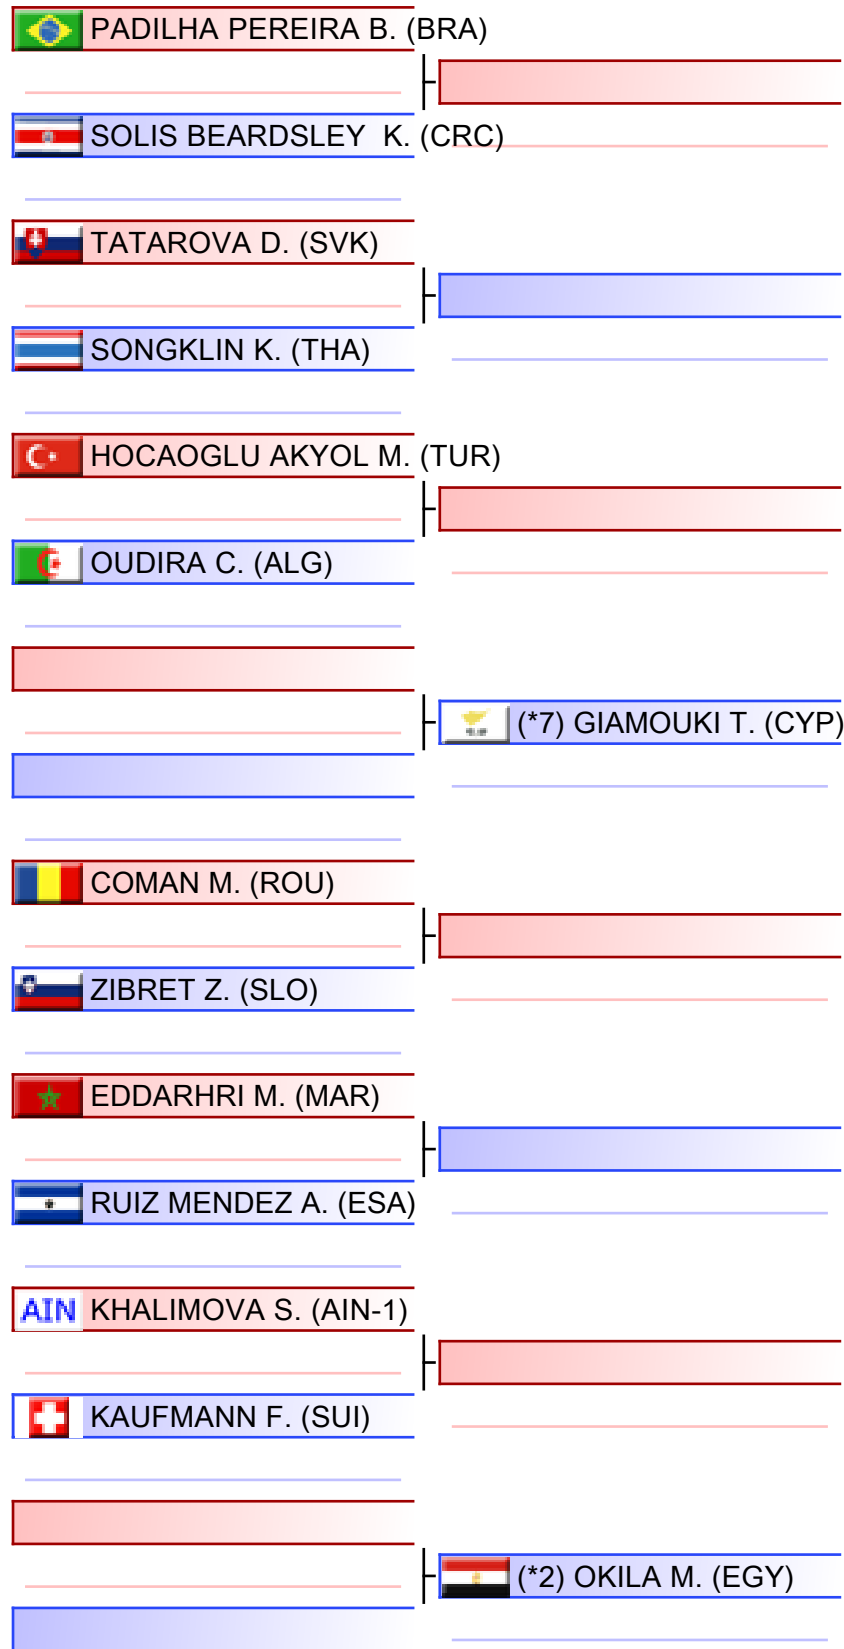 PADILHA PEREIRA B. (BRA)
SOLIS BEARDSLEY  K. (CRC)
TATAROVA D. (SVK)
SONGKLIN K. (THA)
HOCAOGLU AKYOL M. (TUR)
OUDIRA C. (ALG)
(*7) GIAMOUKI T. (CYP)
COMAN M. (ROU)
ZIBRET Z. (SLO)
EDDARHRI M. (MAR)
RUIZ MENDEZ A. (ESA)
AIN KHALIMOVA S. (AIN-1)
KAUFMANN F. (SUI)
(*2) OKILA M. (EGY)